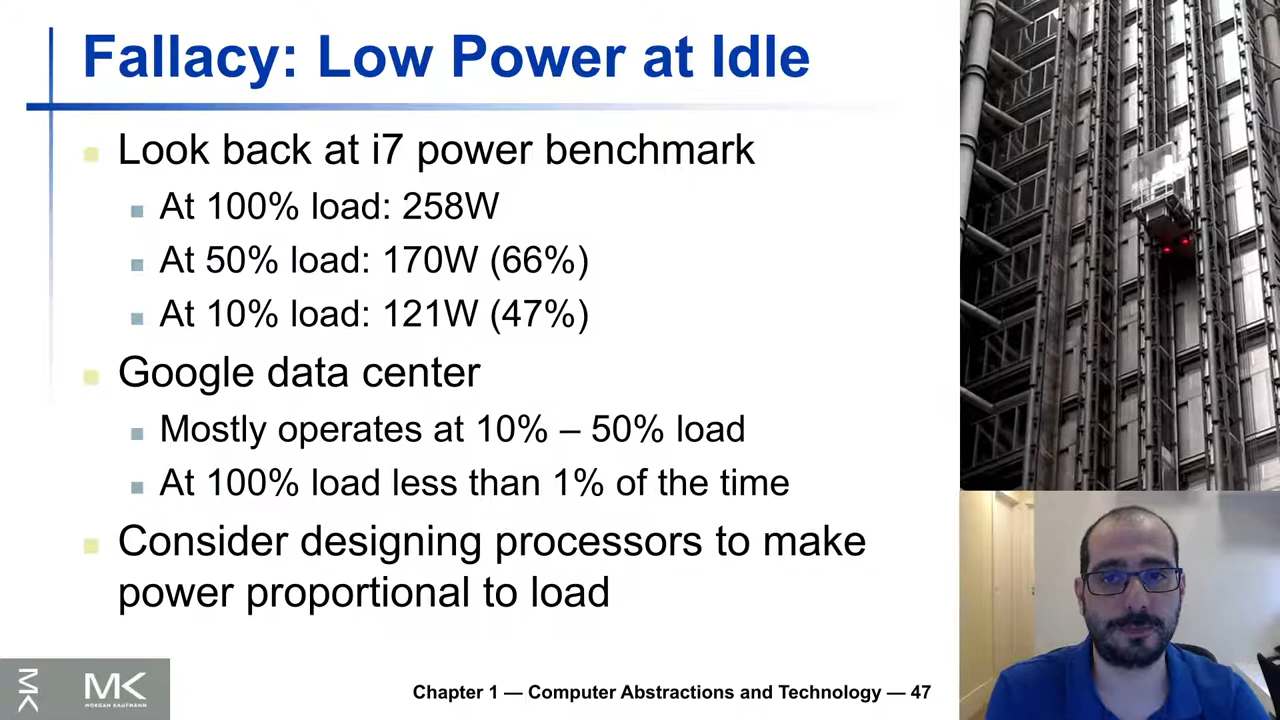 Fallacy: Low Power at Idle
Look back at i7 power benchmark
At 100% load: 258W
At 50% load: 170W (66%)
At 10% load: 121W (47%)
Google data center
Mostly operates at 10% – 50% load
At 100% load less than 1% of the time
Consider designing processors to make
power proportional to load
MK
MK
MORGAN KAUFMANN
Chapter 1 — Computer Abstractions and Technology — 47